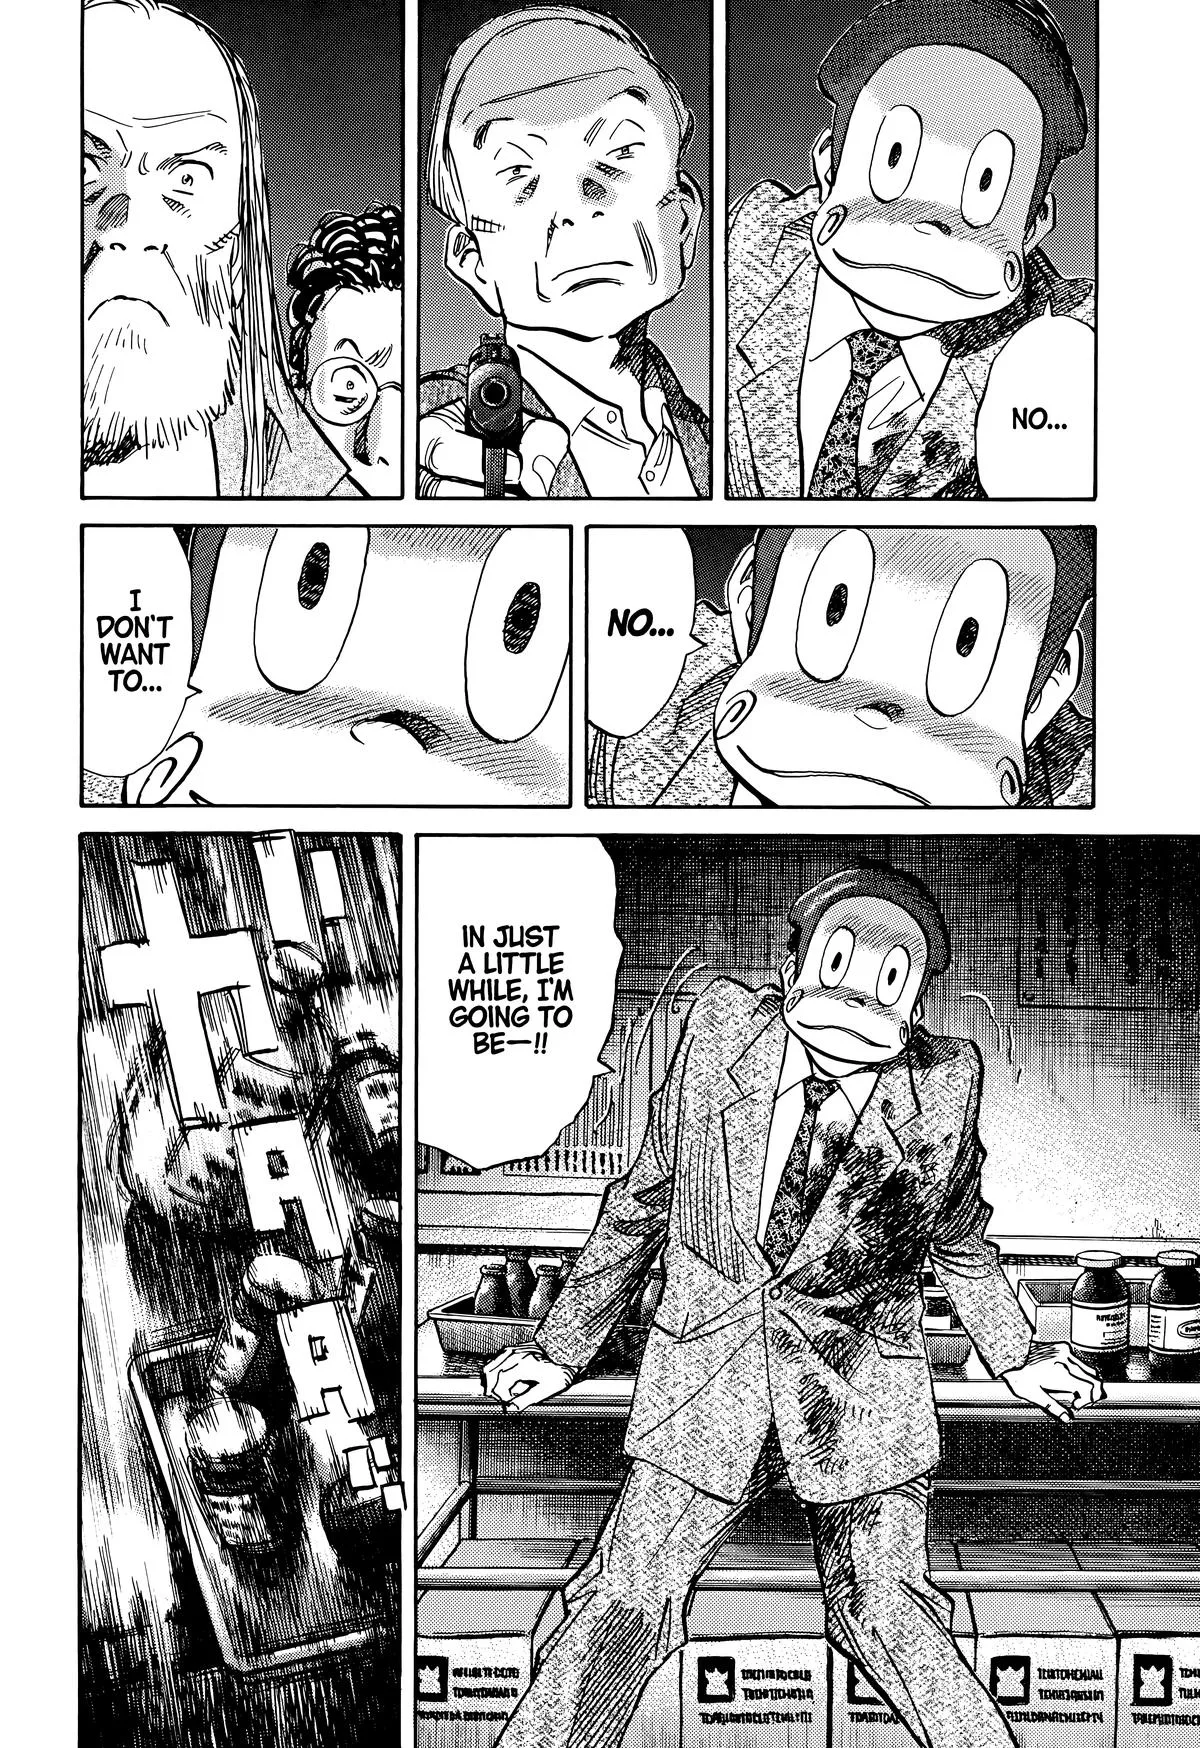 NO...
NO...
I
DON'T
WANT
TO...
IN JUST
A LITTLE
WHILE, I'M
GOING TO
BE—!!